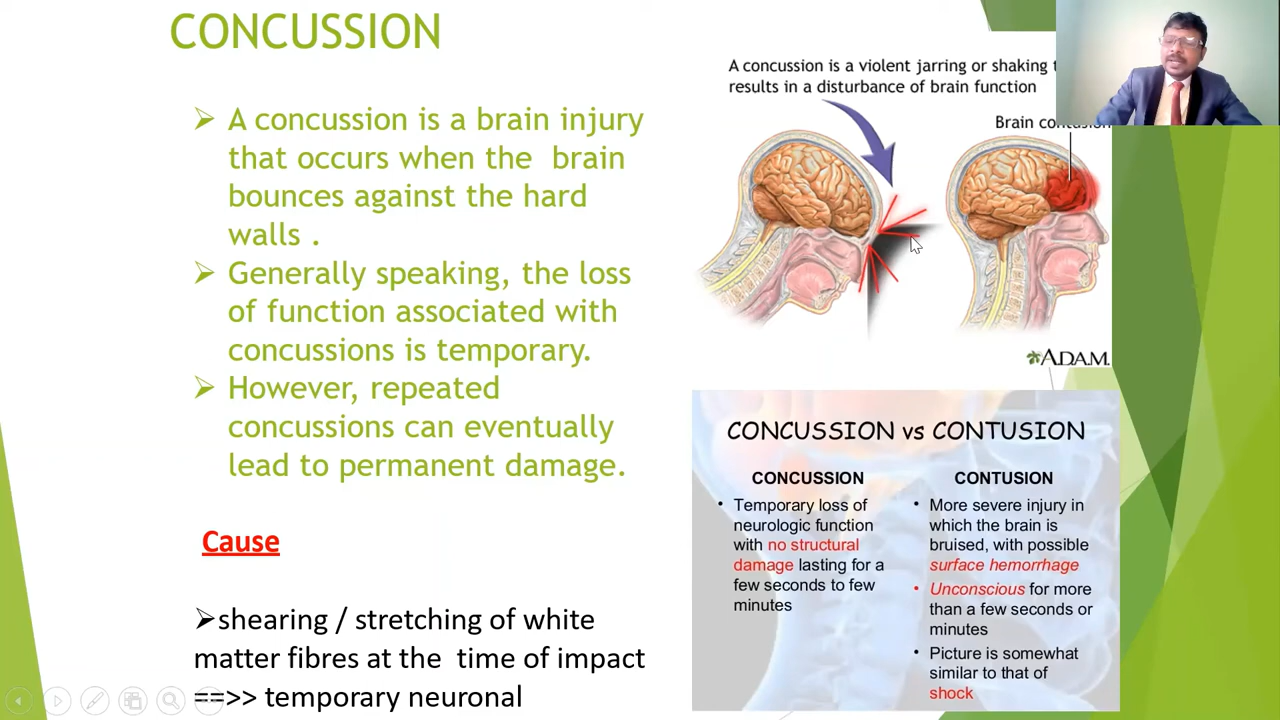 CONCUSSION
➢ A concussion is a brain injury
that occurs when the brain
bounces against the hard
walls .
➢ Generally speaking, the loss
of function associated with
concussions is temporary.
➢ However, repeated
concussions can eventually
lead to permanent damage.
Cause
➢shearing / stretching of white
matter fibres at the time of impact
==>> temporary neuronal
A concussion is a violent jarring or shaking
results in a disturbance of brain function
Brain contusion
A.D.A.M.
CONCUSSION vs CONTUSION
CONCUSSION
• Temporary loss of
neurologic function
with no structural
damage lasting for a
few seconds to few
minutes
CONTUSION
• More severe injury in
which the brain is
bruised, with possible
surface hemorrhage
• Unconscious for more
than a few seconds or
minutes
• Picture is somewhat
similar to that of
shock